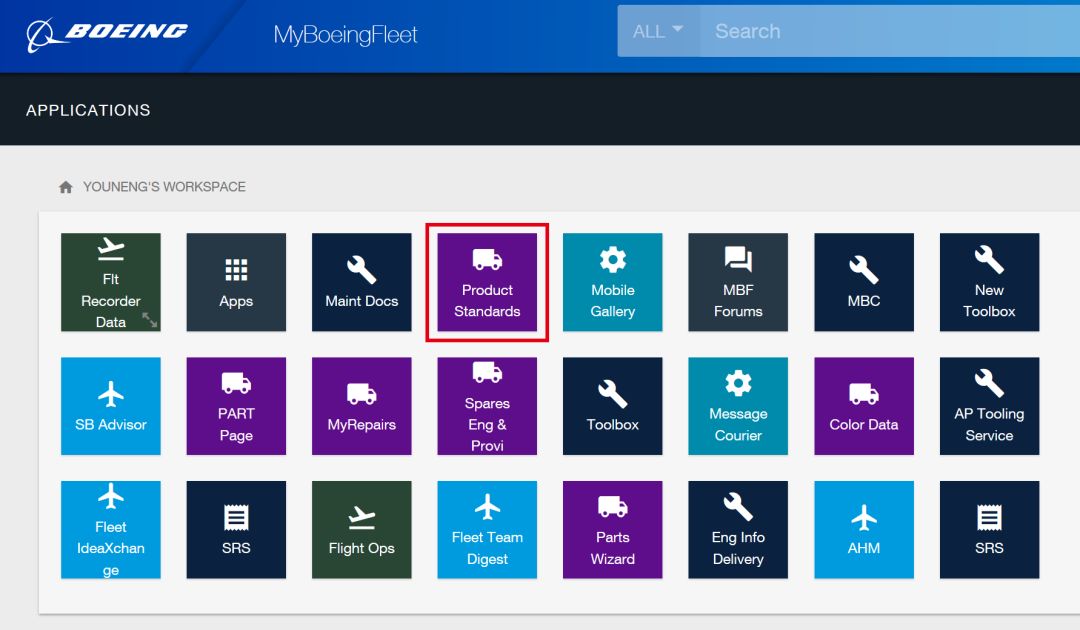 BOEING
MyBoeingFleet
ALL Search
APPLICATIONS
YOUNENG'S WORKSPACE
Flt
Recorder
Data
Apps
Maint Docs
Product
Standards
Mobile
Gallery
MBF
Forums
MBC
New
Toolbox
SB Advisor
PART
Page
MyRepairs
Spares
Eng &
Provi
Toolbox
Message
Courier
Color Data
AP Tooling
Service
Fleet
IdeaXchan
ge
SRS
Flight Ops
Fleet Team
Digest
Parts
Wizard
Eng Info
Delivery
AHM
SRS